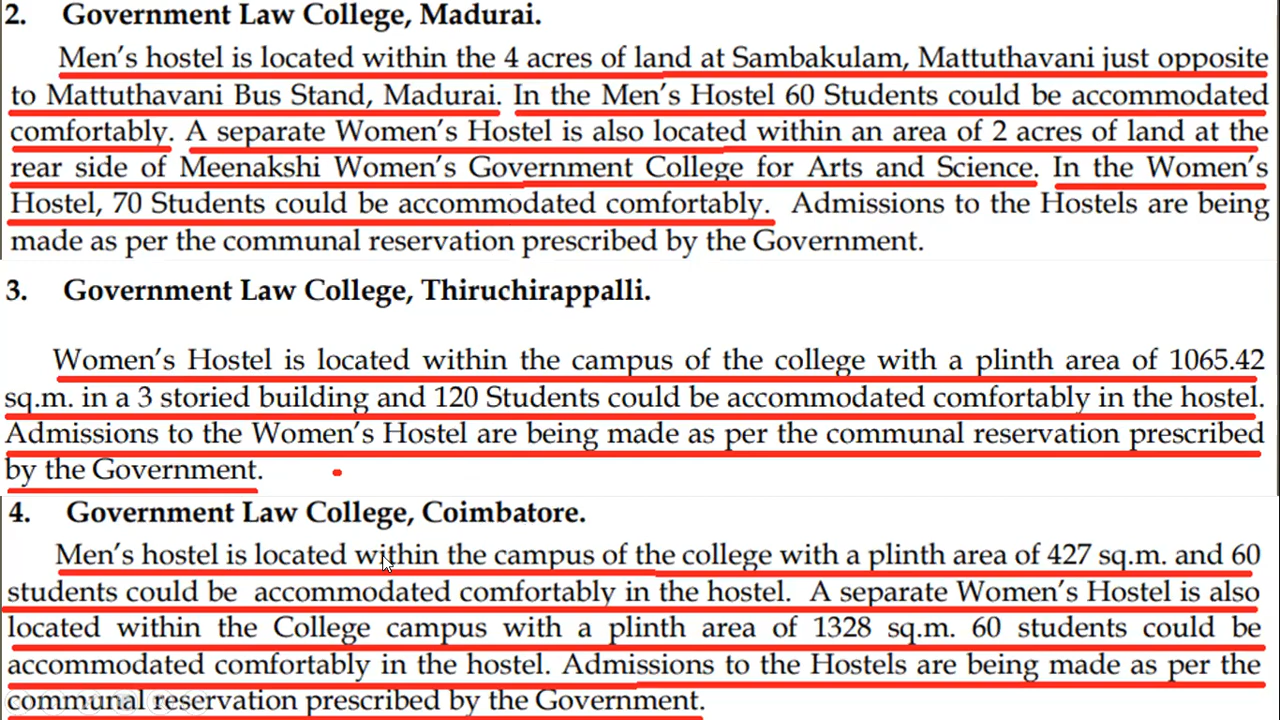 2. Government Law College, Madurai.
Men's hostel is located within the 4 acres of land at Sambakulam, Mattuthavani just opposite
to Mattuthavani Bus Stand, Madurai. In the Men's Hostel 60 Students could be accommodated
comfortably. A separate Women's Hostel is also located within an area of 2 acres of land at the
rear side of Meenakshi Women's Government College for Arts and Science. In the Women's
Hostel, 70 Students could be accommodated comfortably. Admissions to the Hostels are being
made as per the communal reservation prescribed by the Government.
3. Government Law College, Thiruchirappalli.
Women's Hostel is located within the campus of the college with a plinth area of 1065.42
sq.m. in a 3 storied building and 120 Students could be accommodated comfortably in the hostel.
Admissions to the Women's Hostel are being made as per the communal reservation prescribed
by the Government.
4. Government Law College, Coimbatore.
Men's hostel is located within the campus of the college with a plinth area of 427 sq.m. and 60
students could be accommodated comfortably in the hostel. A separate Women's Hostel is also
located within the College campus with a plinth area of 1328 sq.m. 60 students could be
accommodated comfortably in the hostel. Admissions to the Hostels are being made as per the
communal reservation prescribed by the Government.